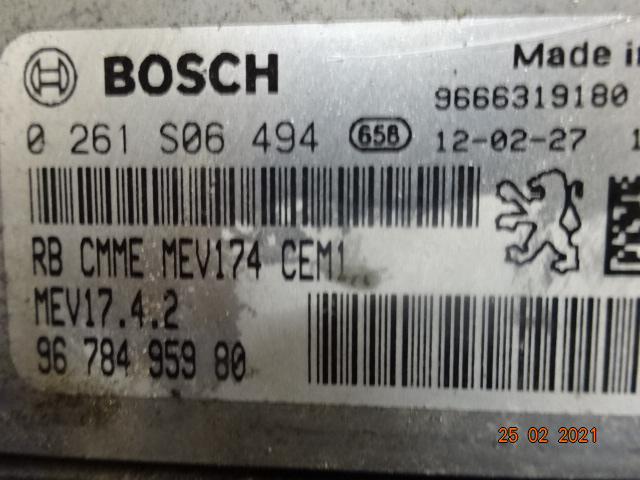 BOSCH
Made in
9666319180
0 261 S06 494 658 12-02-27 1
RB CMME MEV174 CEM1
MEV17.4.2
96 784 959 80
25 02 2021